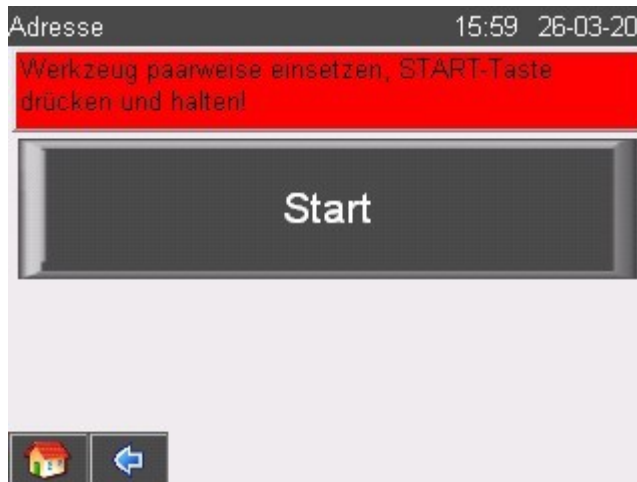 Adresse 15:59 26-03-20
Werkzeug paarweise einsetzen, START-Taste
drücken und halten!
Start